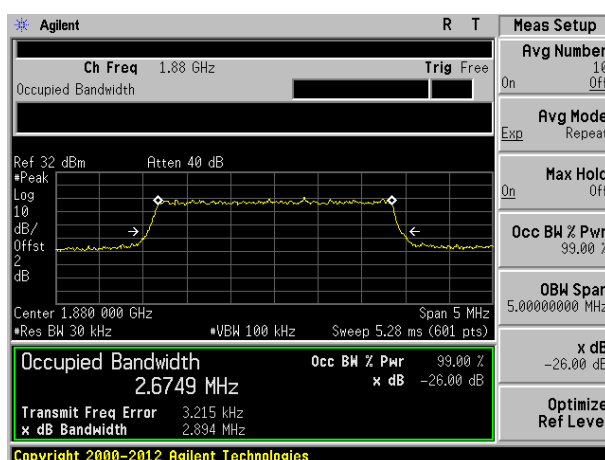 Agilent R T
Ch Freq 1.88 GHz Trig Free
Occupied Bandwidth
Ref 32 dBm Atten 40 dB
#Peak
Log
10
dB/
Offst
2
dB
Center 1.880 000 GHz Span 5 MHz
#Res BW 30 kHz #VBW 100 kHz Sweep 5.28 ms (601 pts)
Occupied Bandwidth Occ BW % Pwr 99.00 %
2.6749 MHz x dB -26.00 dB
Transmit Freq Error 3.215 kHz
x dB Bandwidth 2.894 MHz
Copyright 2000-2012 Agilent Technologies
Meas Setup
Avg Number
10
On Off
Avg Mode
Exp Repeat
Max Hold
On Off
Occ BW % Pwr
99.00 %
OBW Span
5.00000000 MHz
x dB
-26.00 dB
Optimize
Ref Level